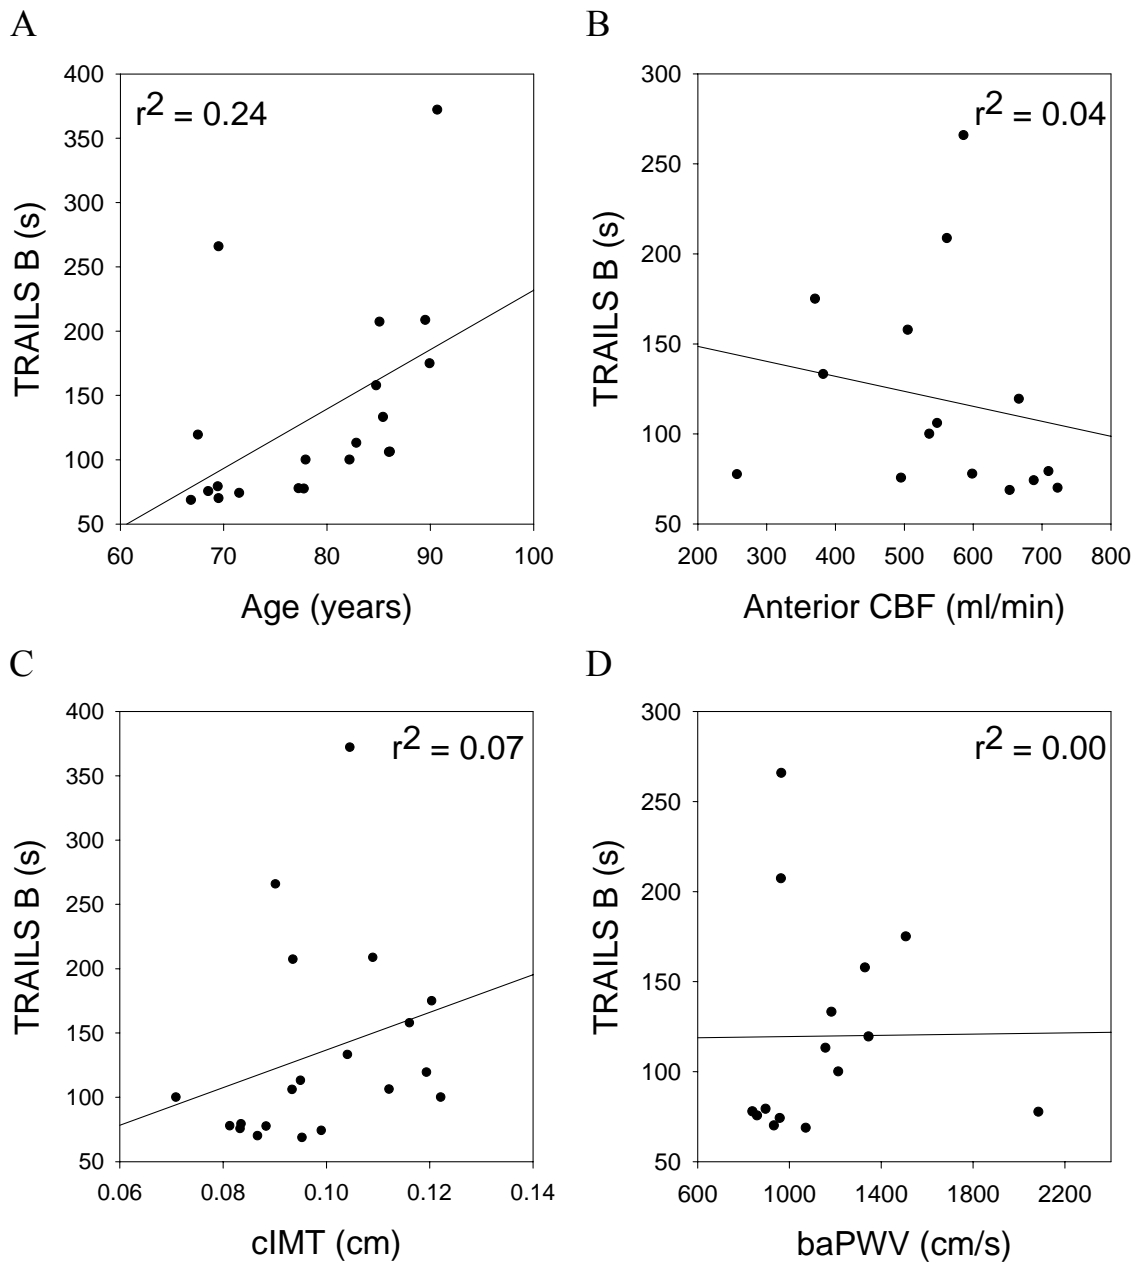 A
r2 = 0.24
TRAILS B (s)
400
350
300
250
200
150
100
50
60 70 80 90 100
Age (years)
B
r2 = 0.04
TRAILS B (s)
300
250
200
150
100
50
200 300 400 500 600 700 800
Anterior CBF (ml/min)
C
r2 = 0.07
TRAILS B (s)
400
350
300
250
200
150
100
50
0.06 0.08 0.10 0.12 0.14
cIMT (cm)
D
r2 = 0.00
TRAILS B (s)
300
250
200
150
100
50
600 1000 1400 1800 2200
baPWV (cm/s)